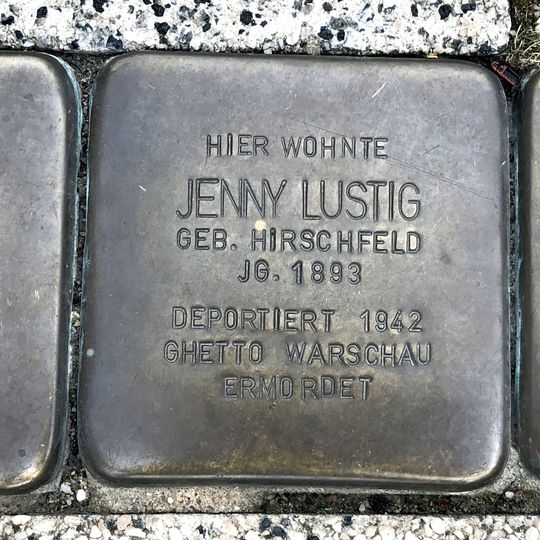 HIER WOHNTE
JENNY LUSTIG
GEB. HIRSCHFELD
JG. 1893
DEPORTIERT 1942
GHETTO WARSCHAU
ERMORDET